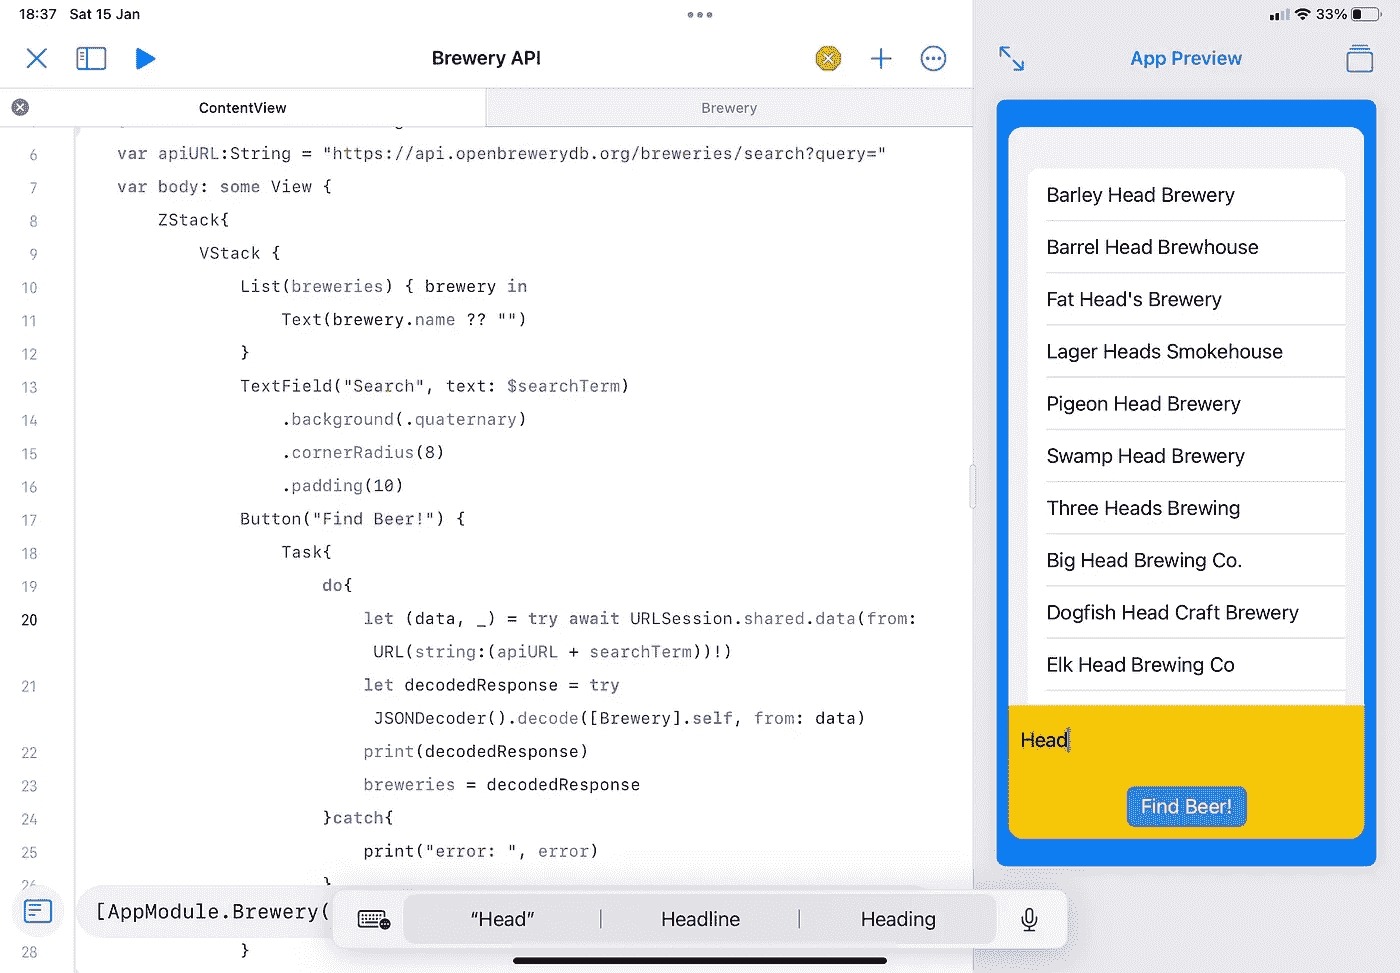 18:37 Sat 15 Jan
33%
Brewery API
App Preview
ContentView
Brewery
6 var apiURL:String = "https://api.openbrewerydb.org/breweries/search?query="
7 var body: some View {
8 ZStack{
9 VStack {
10 List(breweries) { brewery in
11 Text(brewery.name ?? "")
12 }
13 TextField("Search", text: $searchTerm)
14 .background(.quaternary)
15 .cornerRadius(8)
16 .padding(10)
17 Button("Find Beer!") {
18 Task{
19 do{
20 let (data, _) = try await URLSession.shared.data(from:
URL(string:(apiURL + searchTerm))!)
21 let decodedResponse = try
JSONDecoder().decode([Brewery].self, from: data)
22 print(decodedResponse)
23 breweries = decodedResponse
24 }catch{
25 print("error: ", error)
26 }
[AppModule.Brewery(
28 }
“Head” Headline Heading
Barley Head Brewery
Barrel Head Brewhouse
Fat Head's Brewery
Lager Heads Smokehouse
Pigeon Head Brewery
Swamp Head Brewery
Three Heads Brewing
Big Head Brewing Co.
Dogfish Head Craft Brewery
Elk Head Brewing Co
Head
Find Beer!